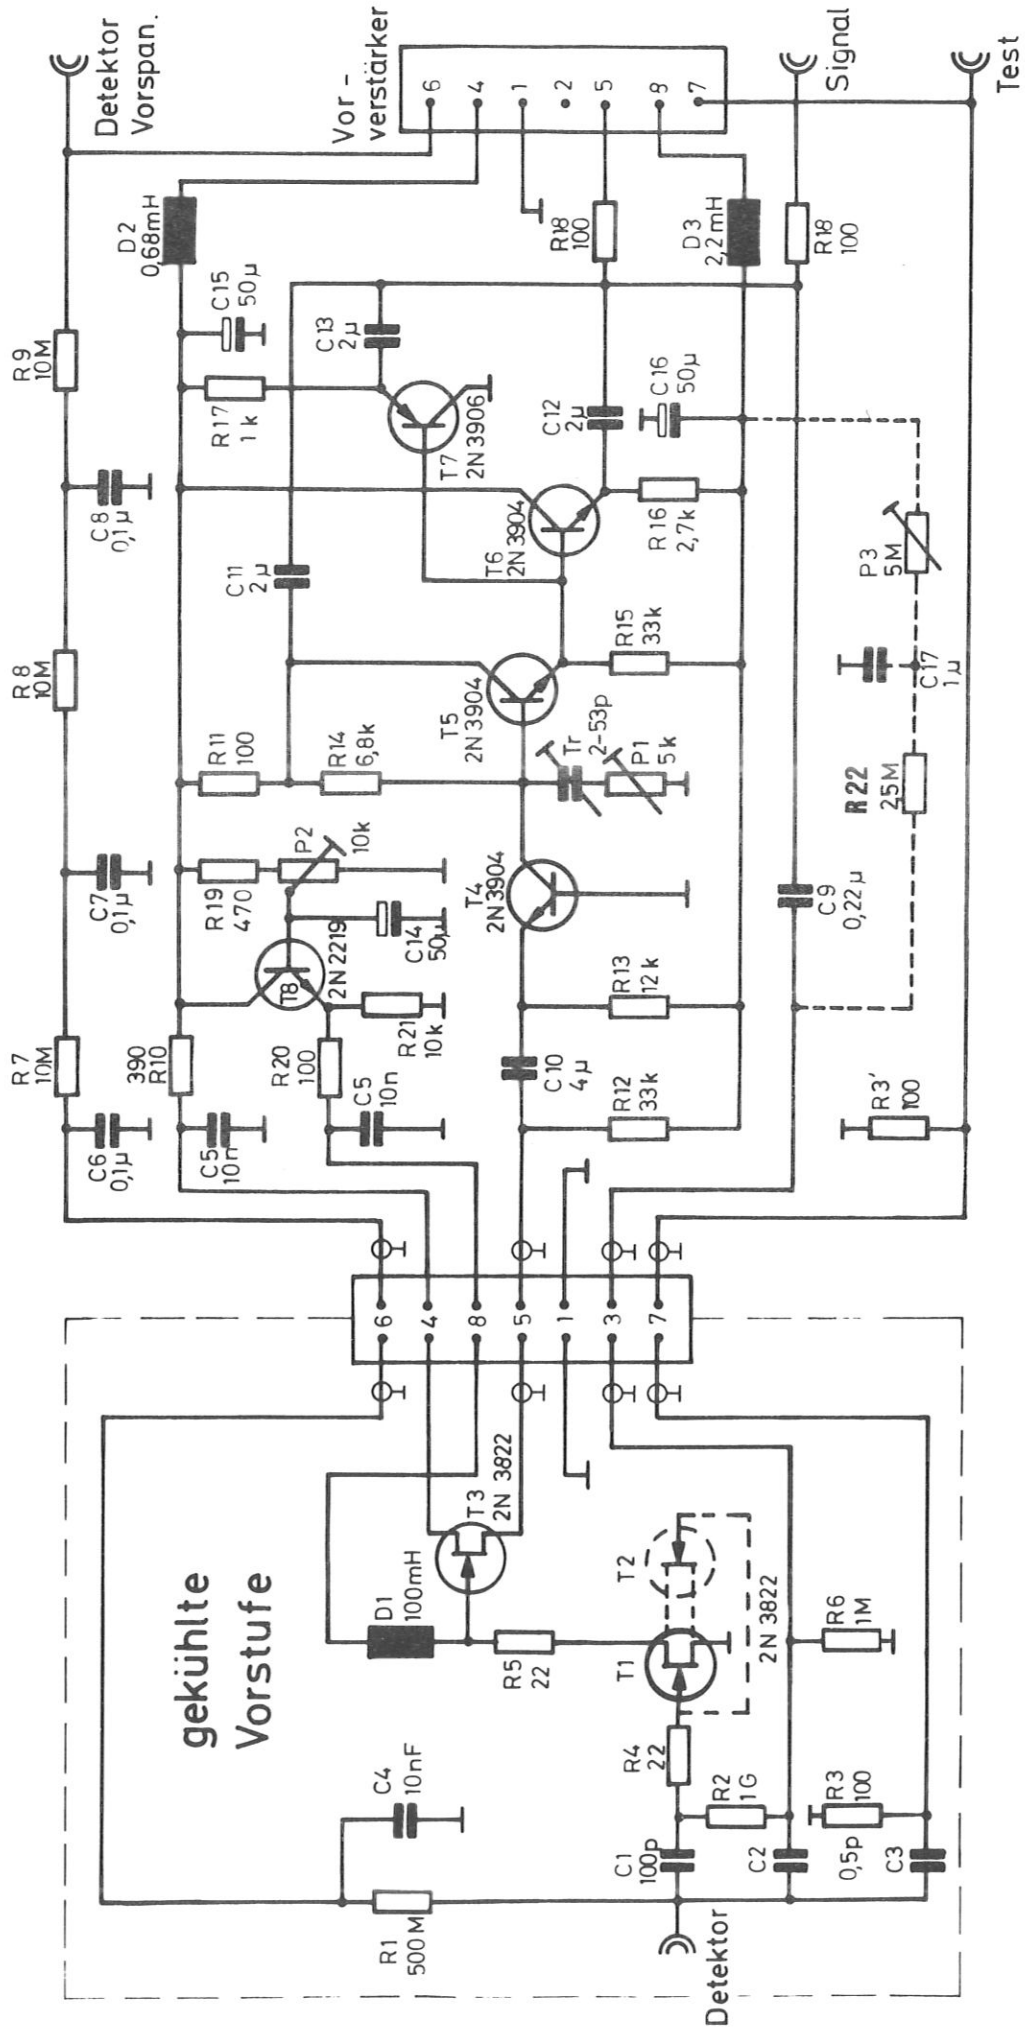 gekühlte
Vorstufe
R1
500M
C4
10nF
D1
100mH
T3
2N 3822
R5
22
T1
T2
2N 3822
R4
22
C1
100p
R2
1G
C2
R3
100
0,5p
C3
R6
1M
Detektor
6
4
8
5
1
3
7
R7
10M
C6
0,1µ
390
R10
C5
10n
R20
100
C5
10n
R21
10k
T8
2N 2219
C14
50µ
R19
470
P2
10k
C7
0,1µ
R8
10M
C8
0,1µ
R9
10M
Detektor
Vorspan.
D2
0,68mH
C15
50µ
R17
1k
C13
2µ
T7
2N3906
C11
2µ
R11
100
R14
6,8k
T5
2N3904
T6
2N3904
C12
2µ
C16
50µ
R16
2,7k
R15
33k
Tr
2-53p
P1
5k
T4
2N3904
R13
12k
C10
4µ
R12
33k
R18
100
D3
2,2mH
R18
100
C9
0,22µ
R22
25M
C17
1µ
P3
5M
R3'
100
Vor-
verstärker
6
4
1
2
5
7
Signal
Test